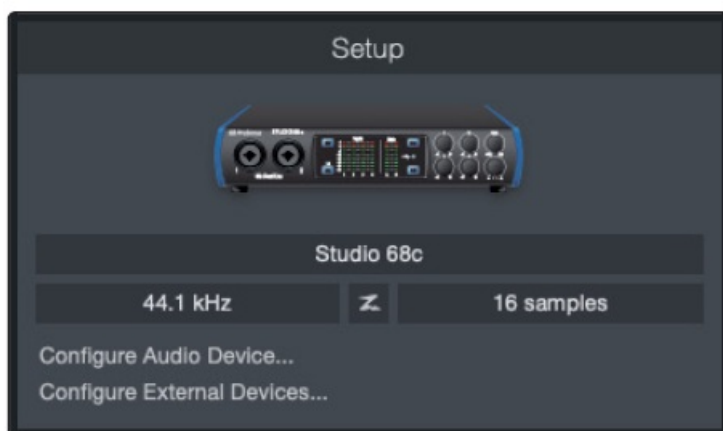 Setup
Studio 68c
44.1 kHz
16 samples
Configure Audio Device...
Configure External Devices...